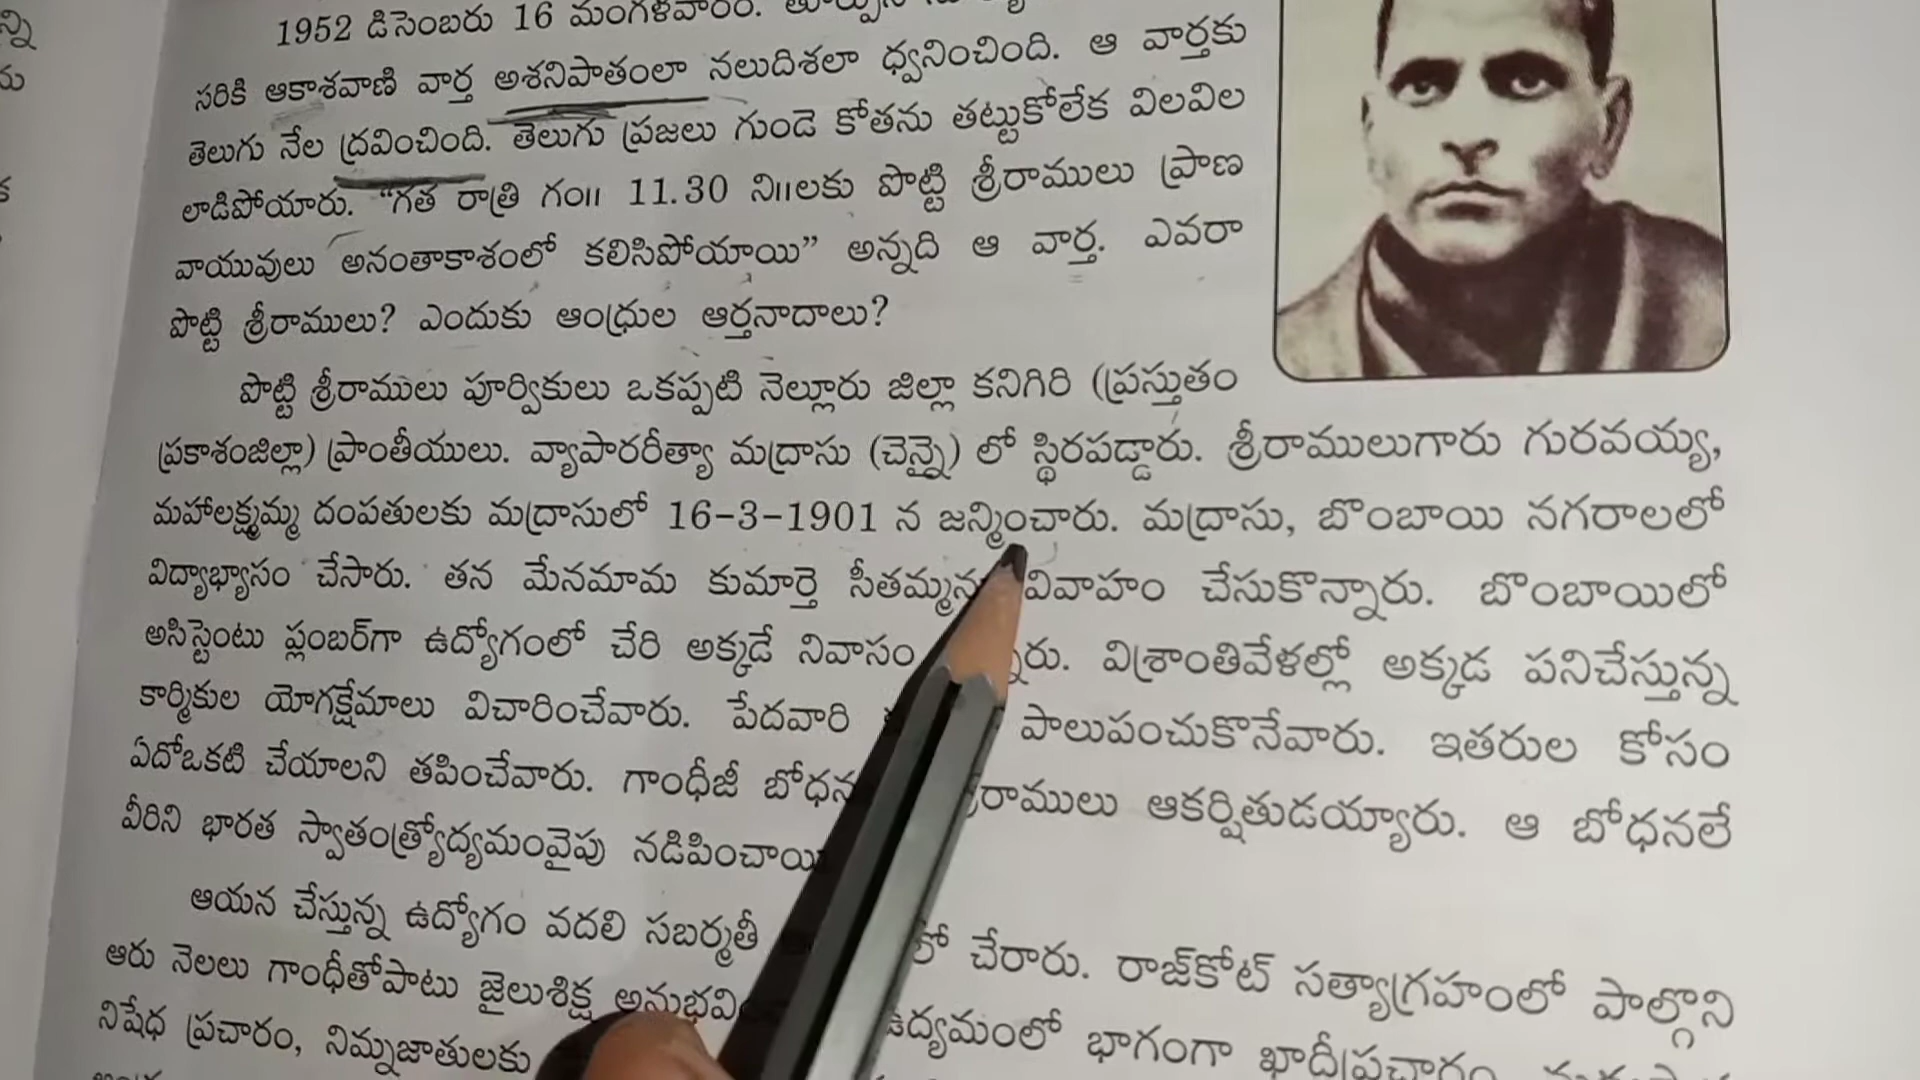 1952 డిసెంబరు 16 మంగళవారం.
సరికి ఆకాశవాణి వార్త అశనిపాతంలా నలుదిశలా ధ్వనించింది. ఆ వార్తకు
తెలుగు నేల ద్రవించింది. తెలుగు ప్రజలు గుండె కోతను తట్టుకోలేక విలవిల
లాడిపోయారు. “గత రాత్రి గం॥ 11.30 ని॥లకు పొట్టి శ్రీరాములు ప్రాణ
వాయువులు అనంతాకాశంలో కలిసిపోయాయి” అన్నది ఆ వార్త. ఎవరా
పొట్టి శ్రీరాములు? ఎందుకు ఆంధ్రుల ఆర్తనాదాలు?
పొట్టి శ్రీరాములు పూర్వికులు ఒకప్పటి నెల్లూరు జిల్లా కనిగిరి (ప్రస్తుతం
ప్రకాశంజిల్లా) ప్రాంతీయులు. వ్యాపారరీత్యా మద్రాసు (చెన్నై) లో స్థిరపడ్డారు. శ్రీరాములుగారు గురవయ్య,
మహాలక్ష్మమ్మ దంపతులకు మద్రాసులో 16-3-1901 న జన్మించారు. మద్రాసు, బొంబాయి నగరాలలో
విద్యాభ్యాసం చేసారు. తన మేనమామ కుమార్తె సీతమ్మను వివాహం చేసుకొన్నారు. బొంబాయిలో
అసిస్టెంటు ప్లంబర్‌గా ఉద్యోగంలో చేరి అక్కడే నివాసం విశ్రాంతివేళల్లో అక్కడ పనిచేస్తున్న
కార్మికుల యోగక్షేమాలు విచారించేవారు. పేదవారి పాలుపంచుకొనేవారు. ఇతరుల కోసం
ఏదోఒకటి చేయాలని తపించేవారు. గాంధీజీ ఆకర్షితుడయ్యారు. ఆ బోధనలే
వీరిని భారత స్వాతంత్ర్యోద్యమంవైపు నడిపించాయి
ఆయన చేస్తున్న ఉద్యోగం వదలి సబర్మతీ చేరారు. రాజ్‌కోట్ సత్యాగ్రహంలో పాల్గొని
ఆరు నెలలు గాంధీతోపాటు జైలుశిక్ష ఉద్యమంలో భాగంగా ఖాదీప్రచారం,
నిషేధ ప్రచారం, నిమ్నజాతులకు